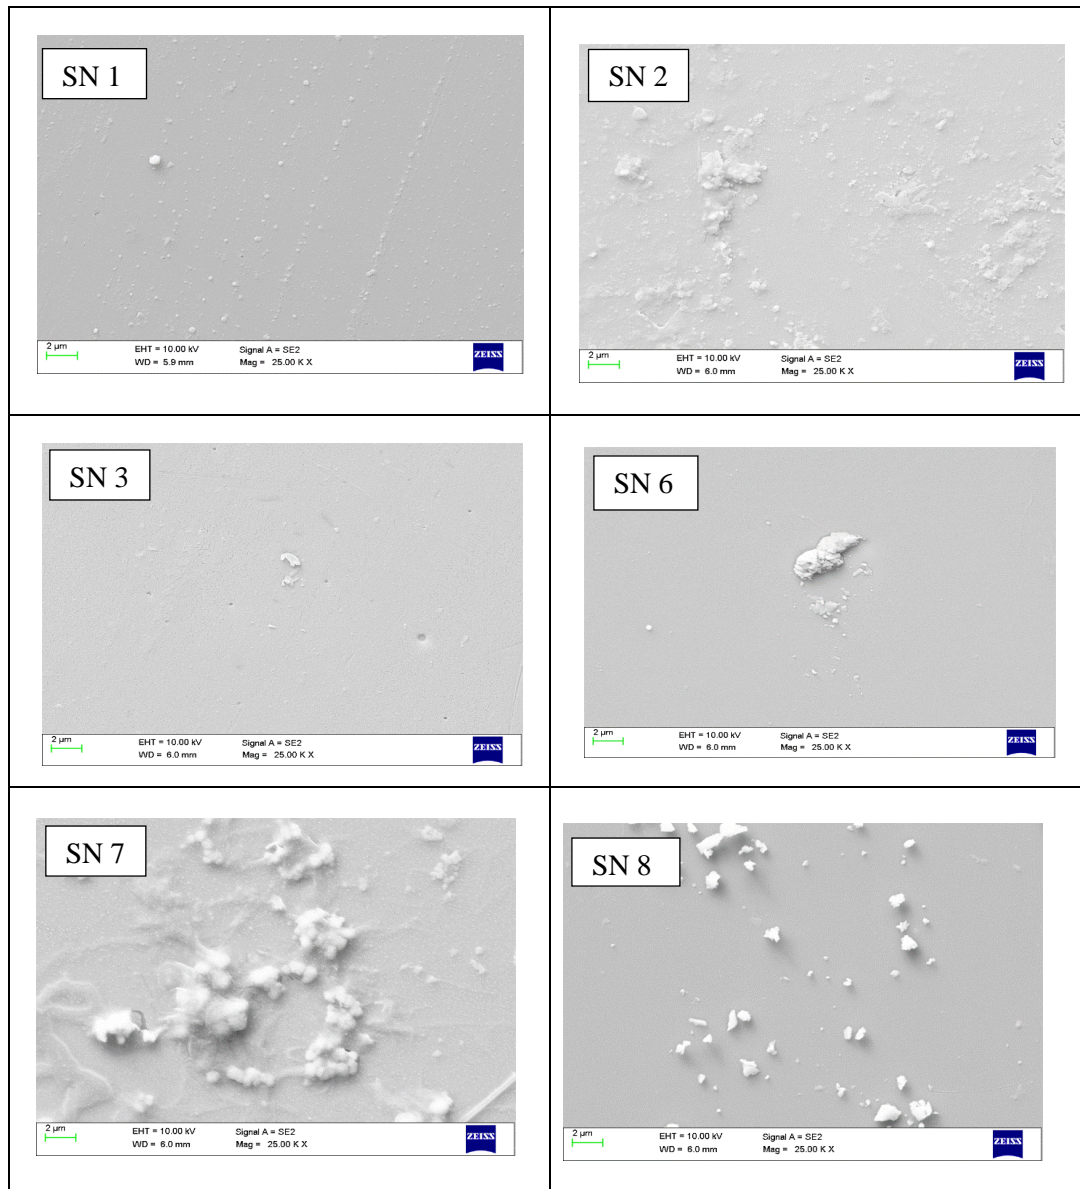 SN 1
2 µm
EHT = 10.00 kV
Signal A = SE2
WD = 5.9 mm
Mag = 25.00 K X
ZEISS
SN 2
2 µm
EHT = 10.00 kV
Signal A = SE2
WD = 6.0 mm
Mag = 25.00 K X
ZEISS
SN 3
2 µm
EHT = 10.00 kV
Signal A = SE2
WD = 6.0 mm
Mag = 25.00 K X
ZEISS
SN 6
2 µm
EHT = 10.00 kV
Signal A = SE2
WD = 6.0 mm
Mag = 25.00 K X
ZEISS
SN 7
2 µm
EHT = 10.00 kV
Signal A = SE2
WD = 6.0 mm
Mag = 25.00 K X
ZEISS
SN 8
2 µm
EHT = 10.00 kV
Signal A = SE2
WD = 6.0 mm
Mag = 25.00 K X
ZEISS